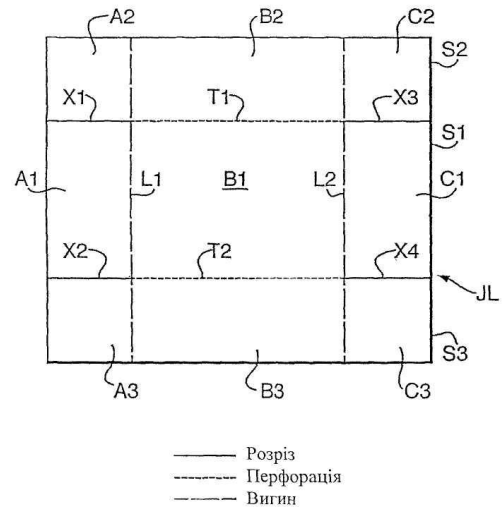 A2 B2 C2
S2
X1 T1 X3
S1
A1 L1 B1 L2 C1
X2 T2 X4
JL
S3
A3 B3 C3
Розріз
Перфорація
Вигин